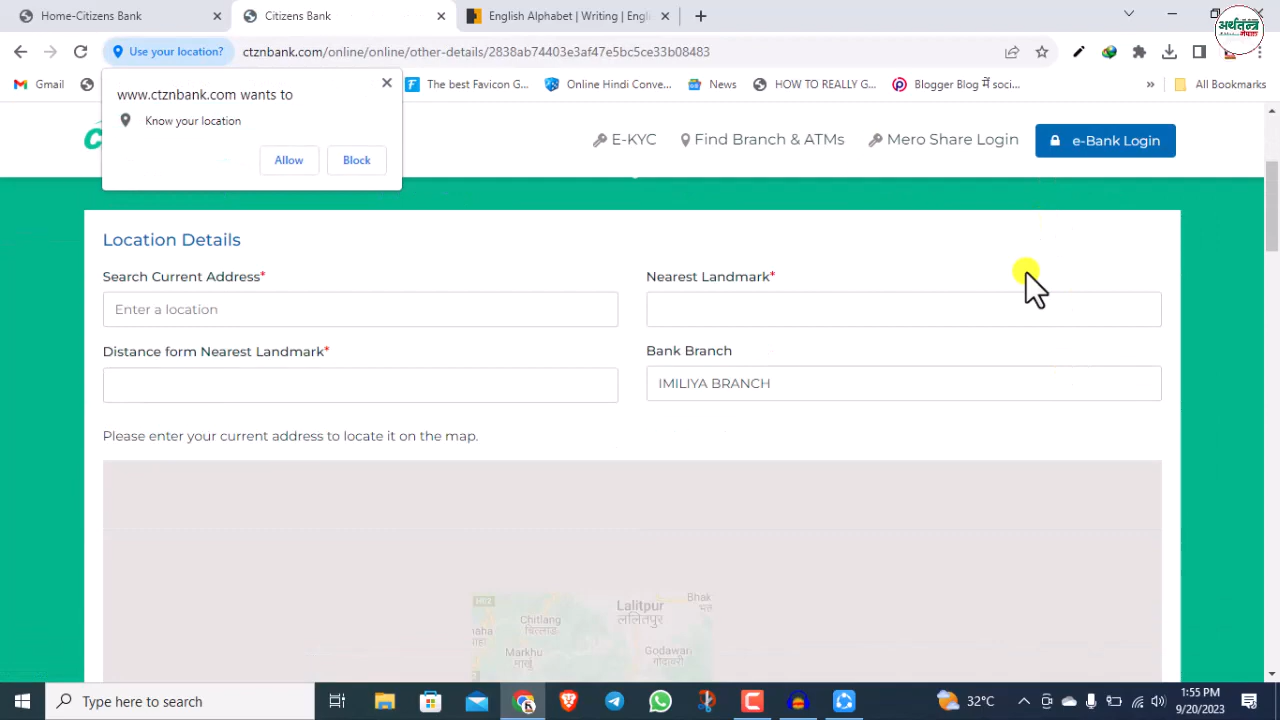 Home-Citizens Bank
Citizens Bank
English Alphabet | Writing | Engl
अर्थतन्त्र
नेपाल
Use your location?
ctznbank.com/online/online/other-details/2838ab74403e3af47e5bc5ce33b08483
Gmail
The best Favicon G...
Online Hindi Conve...
News
HOW TO REALLY G...
Blogger Blog में soci...
»
All Bookmarks
www.ctznbank.com wants to
Know your location
Allow
Block
E-KYC
Find Branch & ATMs
Mero Share Login
e-Bank Login
Location Details
Search Current Address*
Nearest Landmark*
Enter a location
Distance form Nearest Landmark*
Bank Branch
IMILIYA BRANCH
Please enter your current address to locate it on the map.
Lalitpur
ललितपुर
Bhak
Chitlang
चित्लाङ
Markhu
मार्खु
Godawari
गोदावरी
Type here to search
32°C
1:55 PM
9/20/2023